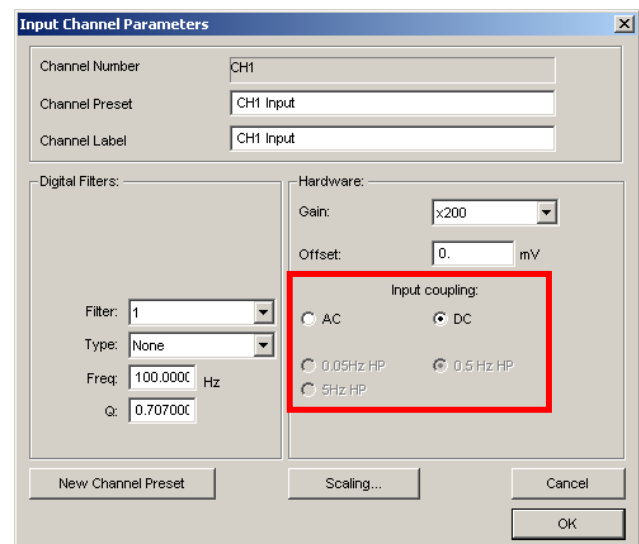 Input Channel Parameters
Channel Number CH1
Channel Preset CH1 Input
Channel Label CH1 Input
Digital Filters:
Filter: 1
Type: None
Freq: 100.000( Hz
Q: 0.70700(
Hardware:
Gain: x200
Offset: 0. mV
Input coupling:
AC DC
0.05Hz HP 0.5 Hz HP
5Hz HP
New Channel Preset Scaling... Cancel
OK